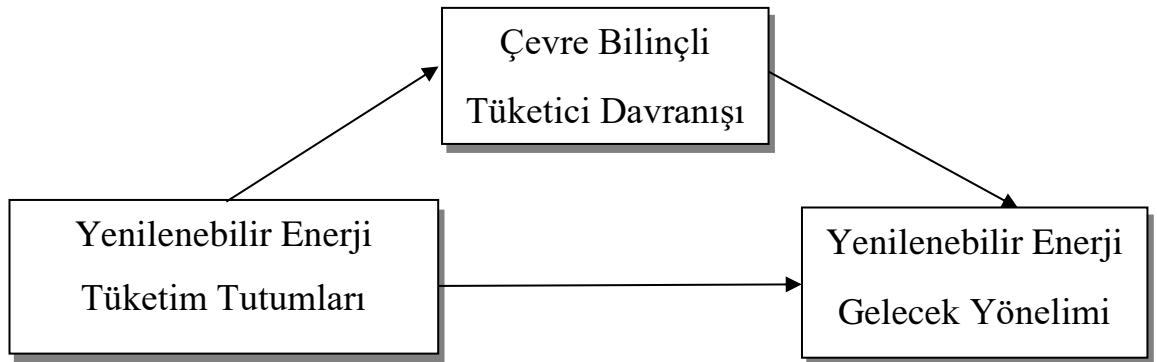 Çevre Bilinçli
Tüketici Davranışı
Yenilenebilir Enerji
Tüketim Tutumları
Yenilenebilir Enerji
Gelecek Yönelimi